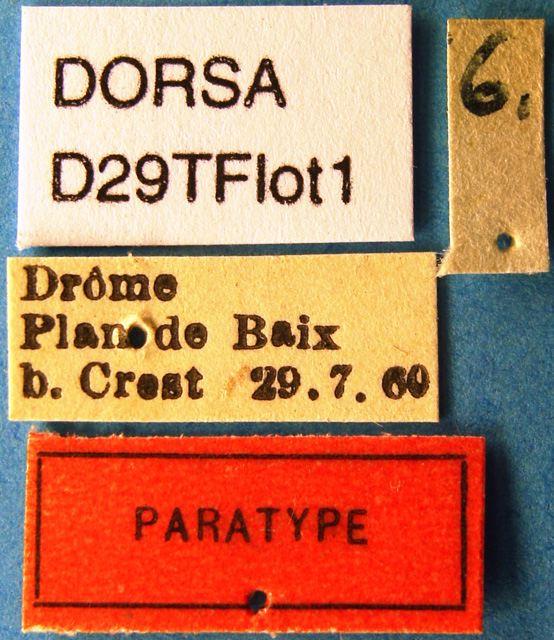 DORSA
D29TFlot1
6.
Drôme
Plan de Baix
b. Crest 29.7.60
PARATYPE